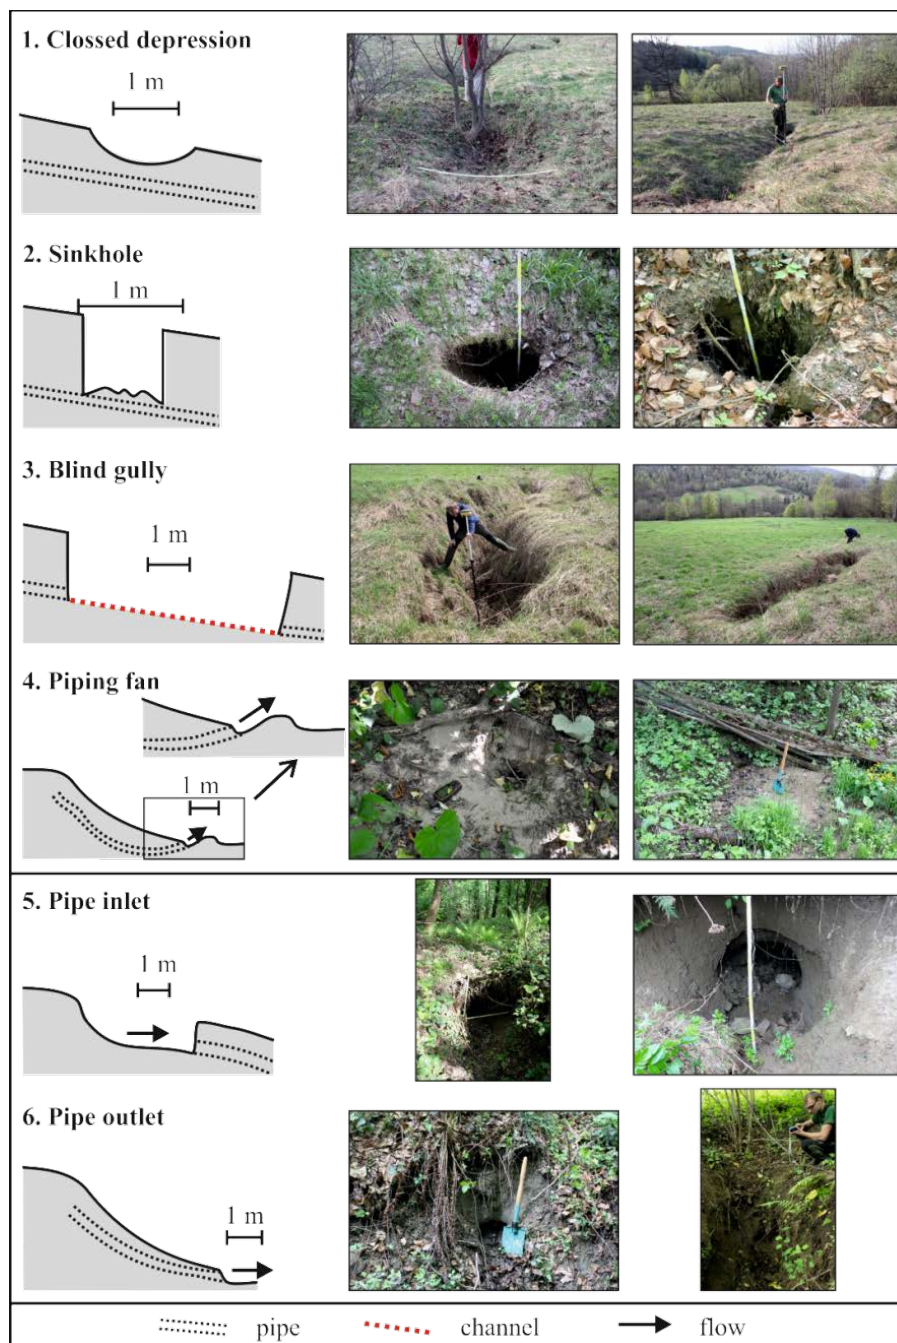 1. Clossed depression
1 m
2. Sinkhole
1 m
3. Blind gully
1 m
4. Piping fan
1 m
5. Pipe inlet
1 m
6. Pipe outlet
1 m
pipe channel flow